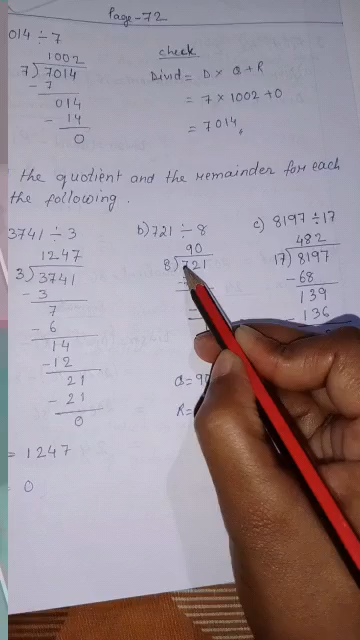 Page-72
014 ÷ 7
1002
7)7014
- 7
014
- 14
0
check
Divid = D × Q + R
= 7 × 1002 + 0
= 7014,
the quotient and the remainder for each
the following.
3741 ÷ 3
1247
3)3741
- 3
7
- 6
14
- 12
21
- 21
0
= 1247
= 0
b) 721 ÷ 8
90
8)721
Q = 90
R =
c) 8197 ÷ 17
482
17)8197
- 68
139
- 136